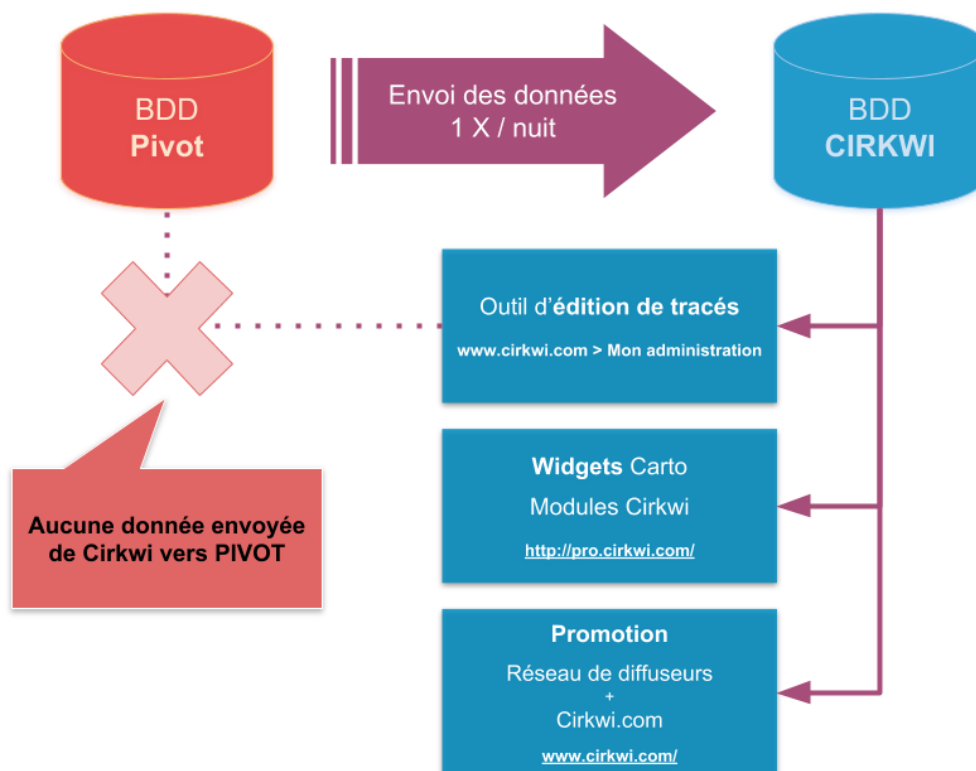 BDD
Pivot
Envoi des données
1 X / nuit
BDD
CIRKWI
Outil d'édition de tracés
www.cirkwi.com > Mon administration
Aucune donnée envoyée
de Cirkwi vers PIVOT
Widgets Carto
Modules Cirkwi
http://pro.cirkwi.com/
Promotion
Réseau de diffuseurs
+
Cirkwi.com
www.cirkwi.com/